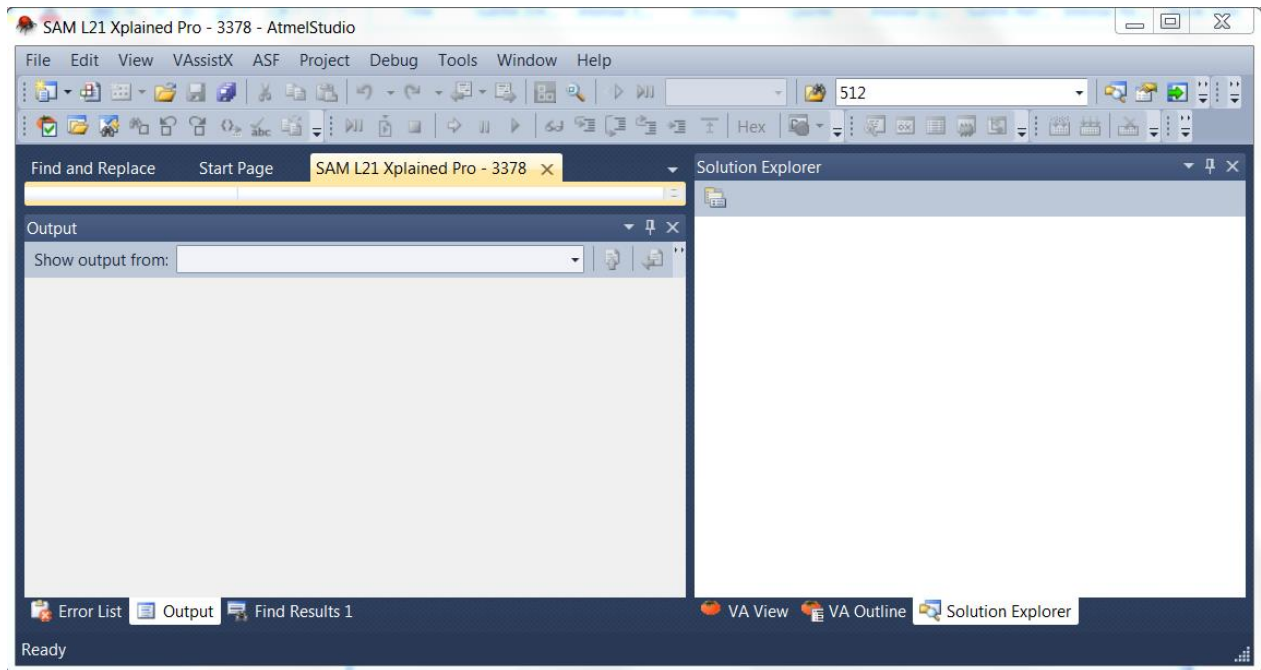 SAM L21 Xplained Pro - 3378 - AtmelStudio
File Edit View VAssistX ASF Project Debug Tools Window Help
512
Hex
Find and Replace Start Page SAM L21 Xplained Pro - 3378
Solution Explorer
Output
Show output from:
Error List Output Find Results 1
VA View VA Outline Solution Explorer
Ready